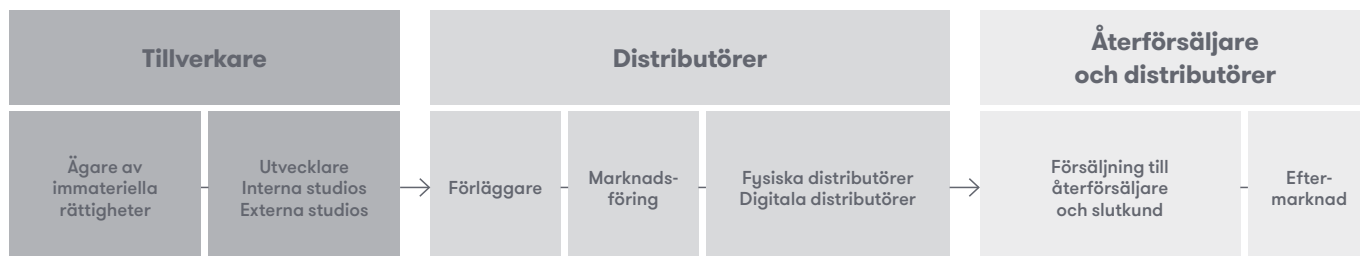 Tillverkare
Distributörer
Återförsäljare
och distributörer
Ägare av
immateriella
rättigheter
Utvecklare
Interna studios
Externa studios
Förläggare
Marknads-
föring
Fysiska distributörer
Digitala distributörer
Försäljning till
återförsäljare
och slutkund
Efter-
marknad